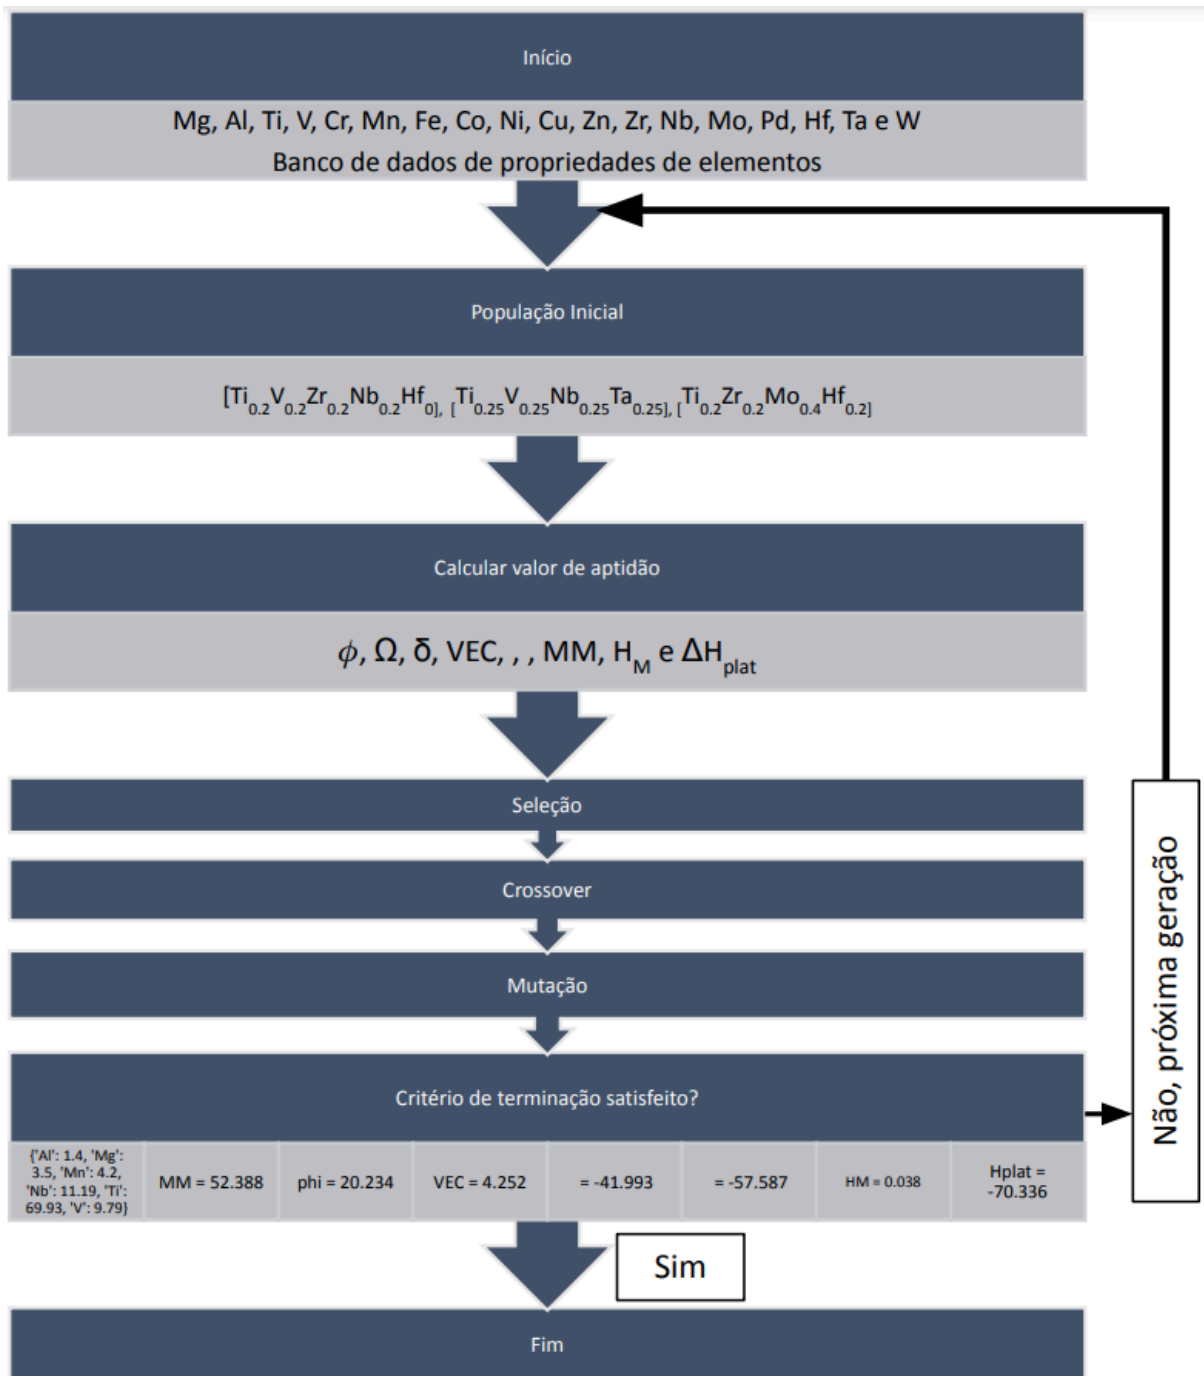 Início
Mg, Al, Ti, V, Cr, Mn, Fe, Co, Ni, Cu, Zn, Zr, Nb, Mo, Pd, Hf, Ta e W
Banco de dados de propriedades de elementos
População Inicial
[Ti0.2V0.2Zr0.2Nb0.2Hf0], [Ti0.25V0.25Nb0.25Ta0.25], [Ti0.2Zr0.2Mo0.4Hf0.2]
Calcular valor de aptidão
ϕ, Ω, δ, VEC, , , MM, HM e ΔHplat
Seleção
Crossover
Mutação
Critério de terminação satisfeito?
Não, próxima geração
{'Al': 1.4, 'Mg':
3.5, 'Mn': 4.2,
'Nb': 11.19, 'Ti':
69.93, 'V': 9.79}
MM = 52.388
phi = 20.234
VEC = 4.252
= -41.993
= -57.587
HM = 0.038
Hplat =
-70.336
Sim
Fim